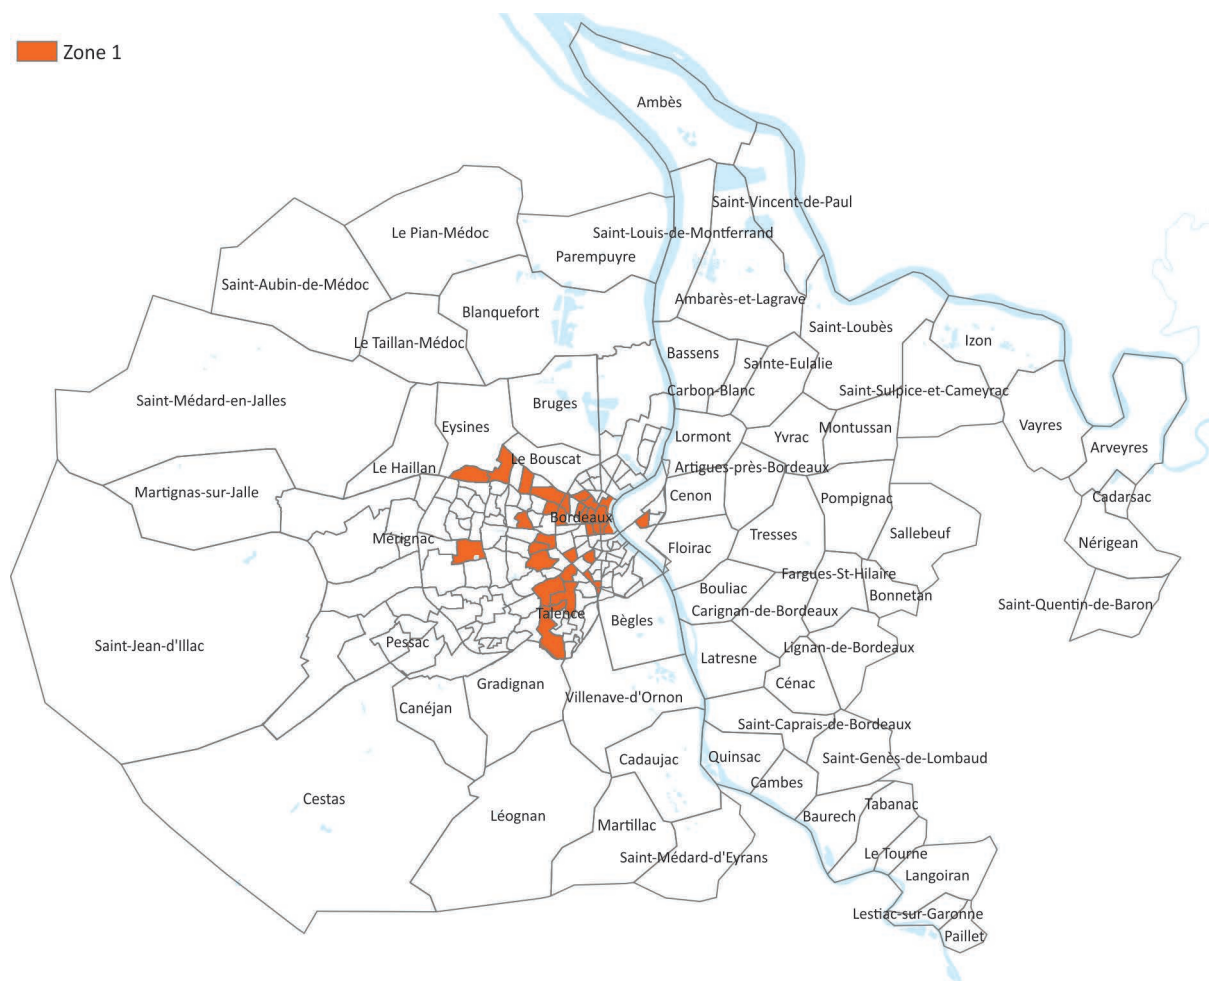 Zone 1
Ambès
Saint-Vincent-de-Paul
Le Pian-Médoc
Saint-Louis-de-Montferrand
Parempuyre
Saint-Aubin-de-Médoc
Ambarès-et-Lagrave
Blanquefort
Saint-Loubès
Le Taillan-Médoc
Izon
Bassens
Sainte-Eulalie
Carbon-Blanc
Saint-Sulpice-et-Cameyrac
Saint-Médard-en-Jalles
Bruges
Eysines
Vayres
Montussan
Lormont
Yvrac
Arveyres
Le Bouscat
Le Haillan
Artigues-près-Bordeaux
Martignas-sur-Jalle
Cenon
Pompignac
Cadarsac
Bordeaux
Mérignac
Tresses
Sallebeuf
Floirac
Nérigean
Fargues-St-Hilaire
Bouliac
Bonnetan
Saint-Quentin-de-Baron
Carignan-de-Bordeaux
Talence
Bègles
Saint-Jean-d'Illac
Pessac
Lignan-de-Bordeaux
Latresne
Gradignan
Cénac
Villenave-d'Ornon
Canéjan
Saint-Caprais-de-Bordeaux
Cadaujac
Quinsac
Saint-Genès-de-Lombaud
Cambes
Cestas
Tabanac
Léognan
Baurech
Martillac
Saint-Médard-d'Eyrans
Le Tourne
Langoiran
Lestiac-sur-Garonne
Paillet